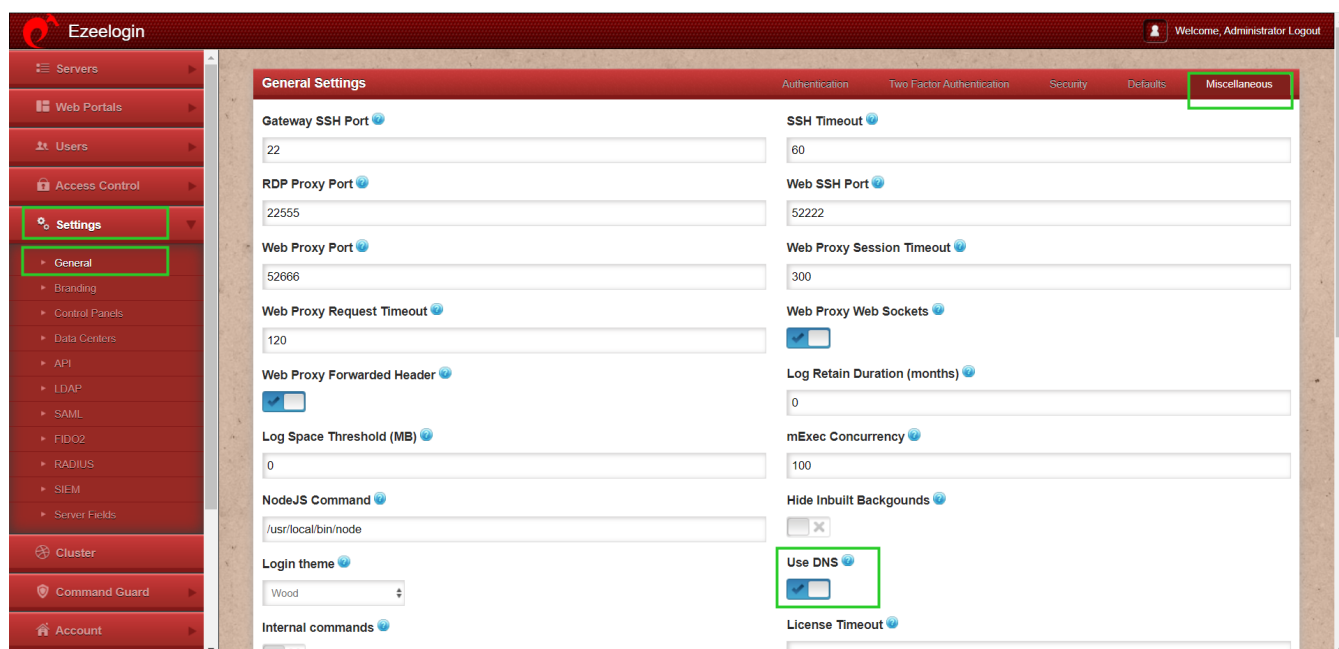 Ezeelogin
Welcome, Administrator Logout
Servers
Web Portals
Users
Access Control
Settings
General
Branding
Control Panels
Data Centers
API
LDAP
SAML
FIDO2
RADIUS
SIEM
Server Fields
Cluster
Command Guard
Account
General Settings
Authentication
Two Factor Authentication
Security
Defaults
Miscellaneous
Gateway SSH Port
22
SSH Timeout
60
RDP Proxy Port
22555
Web SSH Port
52222
Web Proxy Port
52666
Web Proxy Session Timeout
300
Web Proxy Request Timeout
120
Web Proxy Web Sockets
Web Proxy Forwarded Header
Log Retain Duration (months)
0
Log Space Threshold (MB)
0
mExec Concurrency
100
NodeJS Command
/usr/local/bin/node
Hide Inbuilt Backgounds
Login theme
Wood
Use DNS
Internal commands
License Timeout